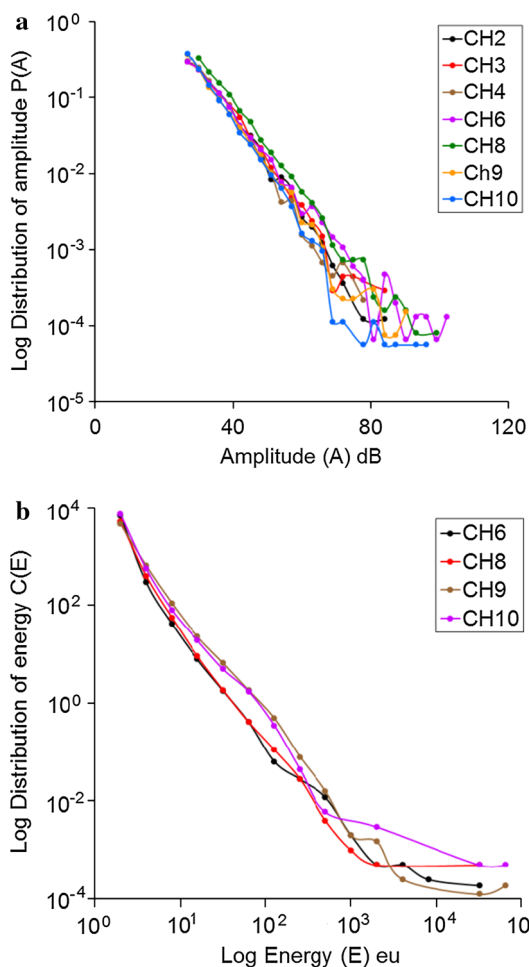 a
10^0
10^-1
10^-2
10^-3
10^-4
10^-5
Log Distribution of amplitude P(A)
0
40
80
120
Amplitude (A) dB
CH2
CH3
CH4
CH6
CH8
Ch9
CH10
b
10^4
10^2
10^0
10^-2
10^-4
Log Distribution of energy C(E)
10^0
10^1
10^2
10^3
10^4
Log Energy (E) eu
CH6
CH8
CH9
CH10